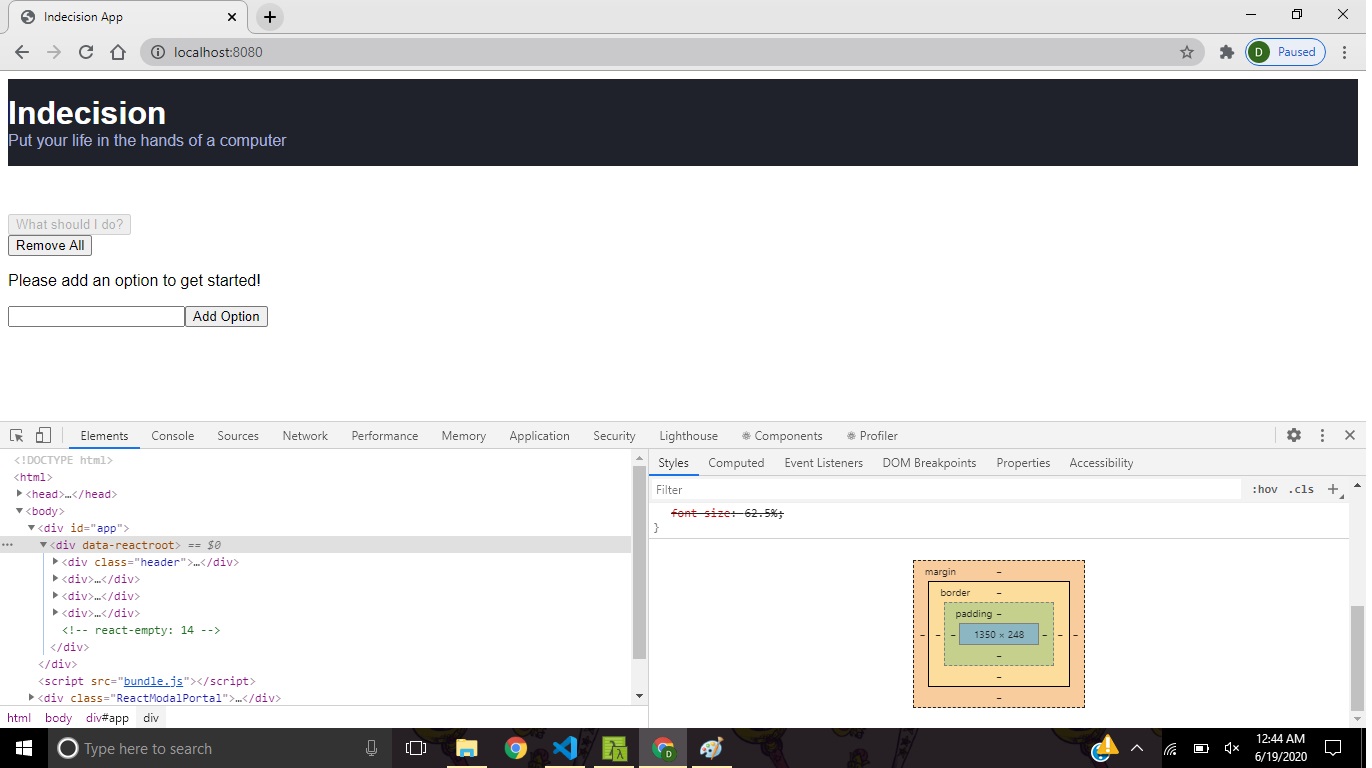 Indecision App
localhost:8080
D Paused
Indecision
Put your life in the hands of a computer
What should I do?
Remove All
Please add an option to get started!
Add Option
Elements Console Sources Network Performance Memory Application Security Lighthouse Components Profiler
<!DOCTYPE html>
<html>
<head>…</head>
<body>
<div id="app">
<div data-reactroot> == $0
<div class="header">…</div>
<div>…</div>
<div>…</div>
<div>…</div>
<!-- react-empty: 14 -->
</div>
</div>
<script src="bundle.js"></script>
<div class="ReactModalPortal">…</div>
html body div#app div
Styles Computed Event Listeners DOM Breakpoints Properties Accessibility
Filter :hov .cls +
font-size: 62.5%;
}
margin –
border –
padding –
– – – 1350 × 248 – – –
–
–
–
Type here to search
D
12:44 AM
6/19/2020